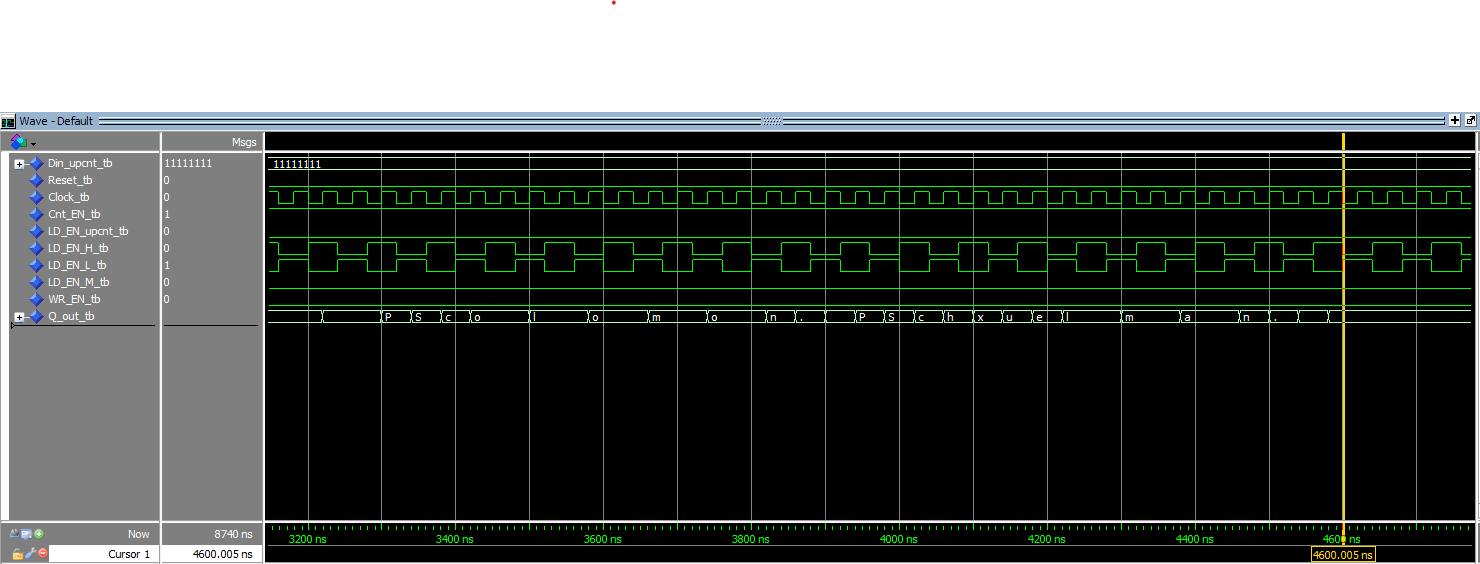 Wave - Default
Msgs
Din_upcnt_tb 11111111 11111111
Reset_tb 0
Clock_tb 0
Cnt_EN_tb 1
LD_EN_upcnt_tb 0
LD_EN_H_tb 0
LD_EN_L_tb 1
LD_EN_M_tb 0
WR_EN_tb 0
Q_out_tb P S c o l o m o n . P S c h x u e l m a n .
Now 8740 ns 3200 ns 3400 ns 3600 ns 3800 ns 4000 ns 4200 ns 4400 ns 4600 ns
Cursor 1 4600.005 ns 4600.005 ns